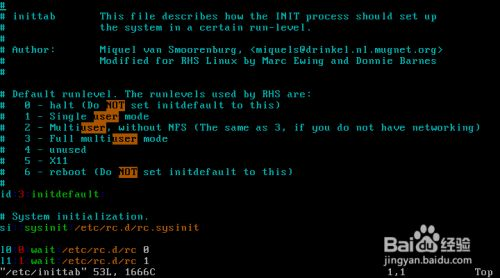 #
# inittab       This file describes how the INIT process should set up
#               the system in a certain run-level.
#
# Author:       Miquel van Smoorenburg, <miquels@drinkel.nl.mugnet.org>
#               Modified for RHS Linux by Marc Ewing and Donnie Barnes
#

# Default runlevel. The runlevels used by RHS are:
#   0 - halt (Do NOT set initdefault to this)
#   1 - Single user mode
#   2 - Multiuser, without NFS (The same as 3, if you do not have networking)
#   3 - Full multiuser mode
#   4 - unused
#   5 - X11
#   6 - reboot (Do NOT set initdefault to this)
#
id 3 initdefault

# System initialization.
si  sysinit /etc/rc.d/rc.sysinit

l0 0 wait /etc/rc.d/rc 0
l1 1 wait /etc/rc.d/rc 1
"/etc/inittab" 53L, 1666C                 1,1           Top
Baidu 经验
jingyan.baidu.com